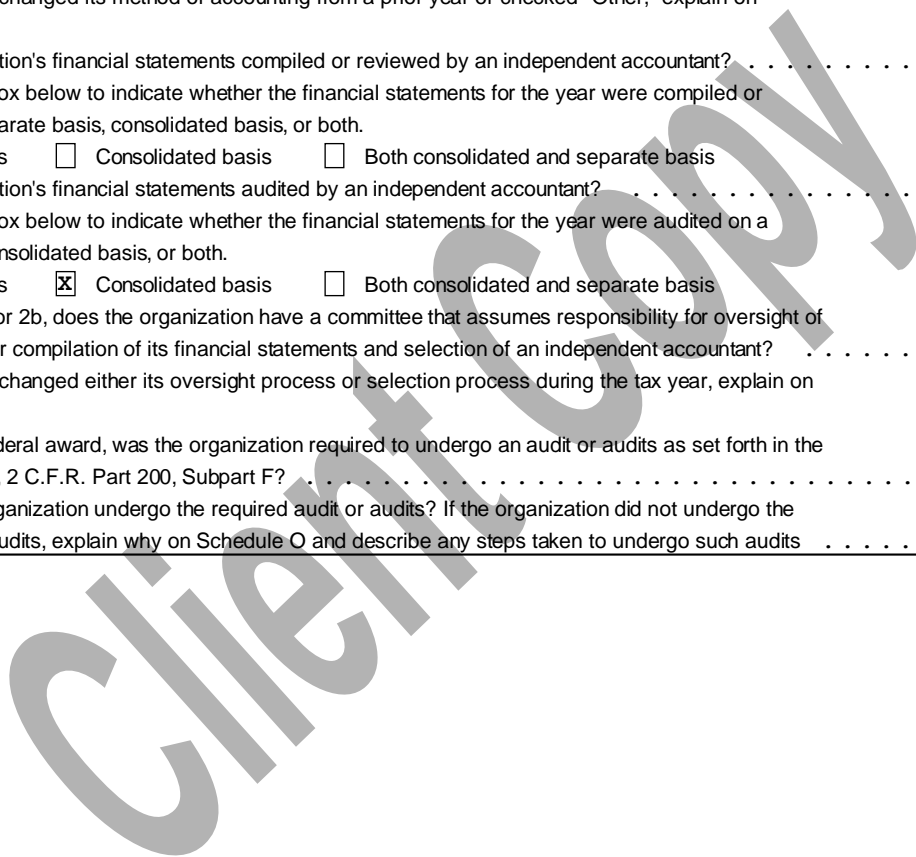 changed its method of accounting from a prior year or checked "Other," explain on
tion's financial statements compiled or reviewed by an independent accountant? . . . . . . . . .
ox below to indicate whether the financial statements for the year were compiled or
arate basis, consolidated basis, or both.
s Consolidated basis Both consolidated and separate basis
tion's financial statements audited by an independent accountant? . . . . . . . . . . . . . . .
ox below to indicate whether the financial statements for the year were audited on a
nsolidated basis, or both.
s X Consolidated basis Both consolidated and separate basis
or 2b, does the organization have a committee that assumes responsibility for oversight of
r compilation of its financial statements and selection of an independent accountant? . . . . . .
changed either its oversight process or selection process during the tax year, explain on
deral award, was the organization required to undergo an audit or audits as set forth in the
2 C.F.R. Part 200, Subpart F? . . . . . . . . . . . . . . . . . . . . . . . . . . . . . . .
ganization undergo the required audit or audits? If the organization did not undergo the
udits, explain why on Schedule O and describe any steps taken to undergo such audits . . . . .
Client Copy